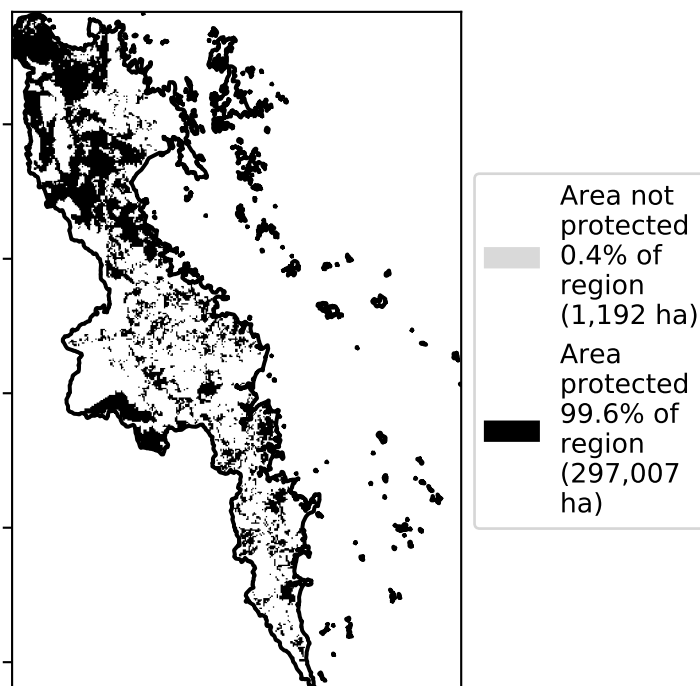 Area not
protected
0.4% of
region
(1,192 ha)
Area
protected
99.6% of
region
(297,007
ha)